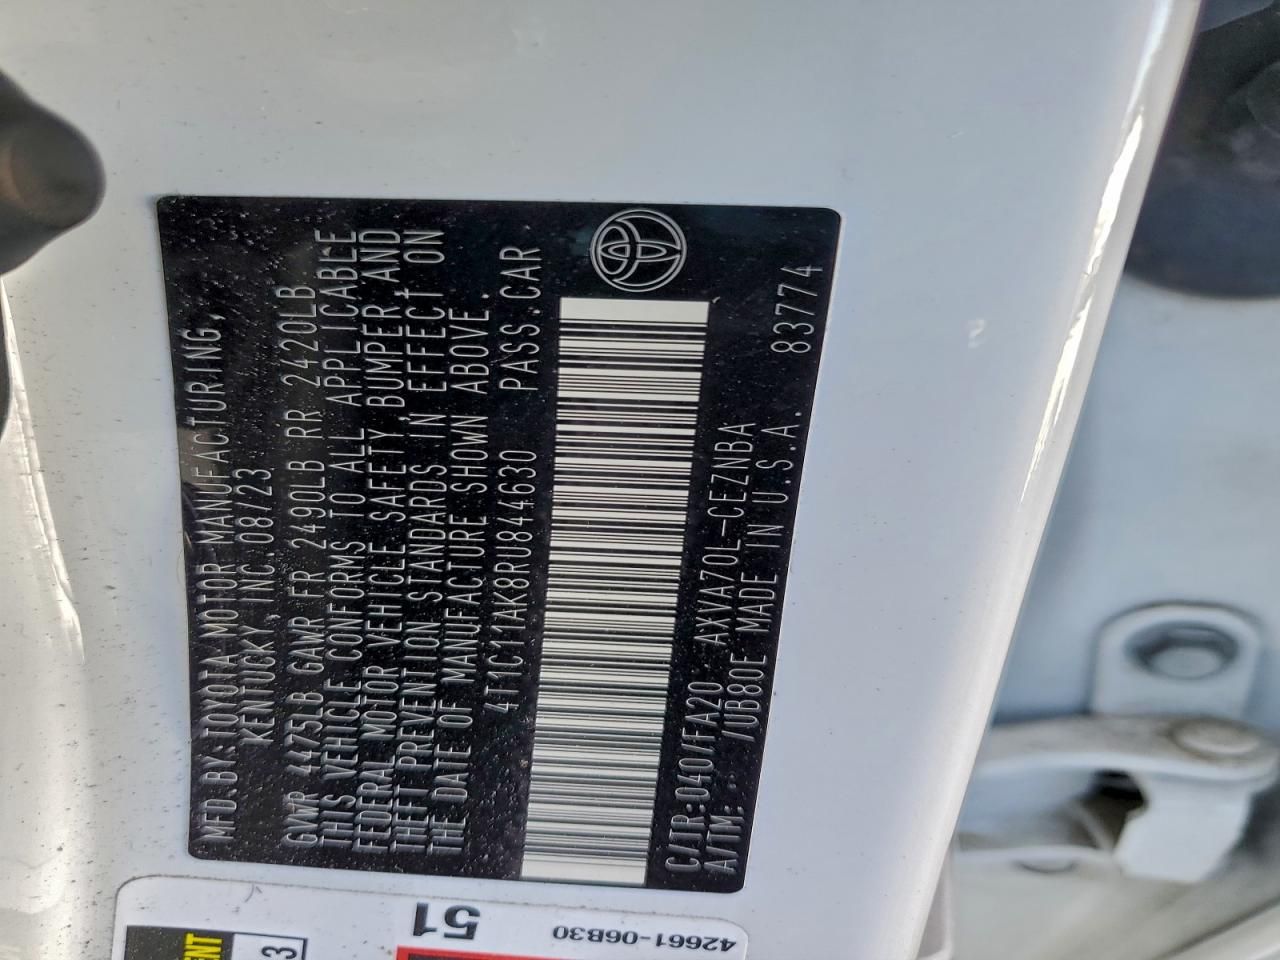 MFD.BY:TOYOTA MOTOR MANUFACTURING,
KENTUCKY, INC.08/23
GVWR 4475LB GAWR FR 2490LB RR 2420LB
THIS VEHICLE CONFORMS TO ALL APPLICABLE
FEDERAL MOTOR VEHICLE SAFETY,BUMPER AND
THEFT PREVENTION STANDARDS IN EFFECT ON
THE DATE OF MANUFACTURE SHOWN ABOVE.
4T1C11AK8RU844630 PASS.CAR
C/TR:040/FA20 AXVA70L-CEZNBA
A/TM: /UB80E MADE IN U.S.A. 83774
51
42661-06B30
3